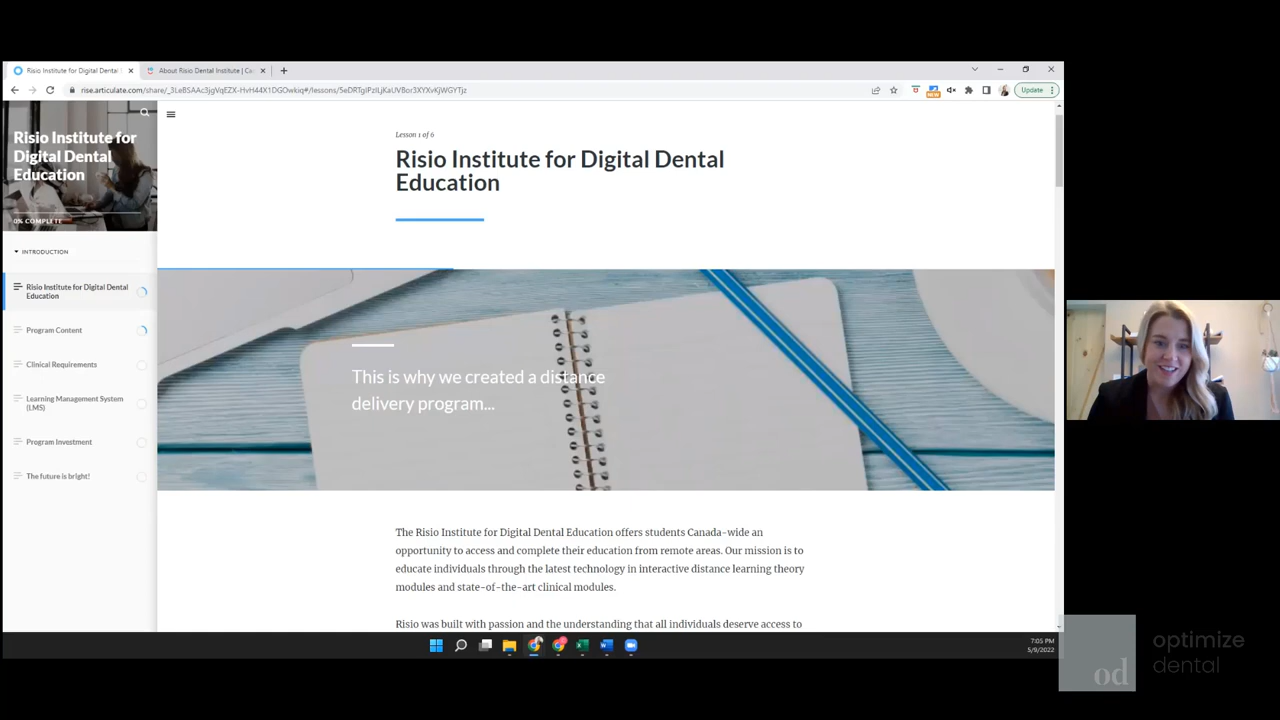 Risio Institute for Digital Dental
About Risio Dental Institute | Ca
rise.articulate.com/share/_3LeBSAAc3jgVqEZX-HvH44X1DGOwkiq#/lessons/5eDRTgIPzILjKaUVBor3XYXvKjWGYTjz
NEW
Update
Risio Institute for
Digital Dental
Education
0% COMPLETE
INTRODUCTION
Risio Institute for Digital Dental
Education
Program Content
Clinical Requirements
Learning Management System
(LMS)
Program Investment
The future is bright!
Lesson 1 of 6
Risio Institute for Digital Dental
Education
This is why we created a distance
delivery program...
The Risio Institute for Digital Dental Education offers students Canada-wide an
opportunity to access and complete their education from remote areas. Our mission is to
educate individuals through the latest technology in interactive distance learning theory
modules and state-of-the-art clinical modules.
Risio was built with passion and the understanding that all individuals deserve access to
7:05 PM
5/9/2022
od
optimize
dental